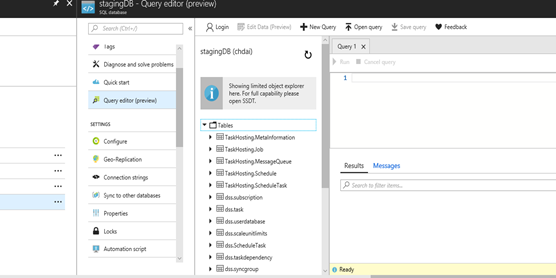 stagingDB - Query editor (preview)
SQL database
Search (Ctrl+/)
Tags
Diagnose and solve problems
Quick start
Query editor (preview)
SETTINGS
Configure
Geo-Replication
Connection strings
Sync to other databases
Properties
Locks
Automation script
Login
Edit Data (Preview)
New Query
Open query
Save query
Feedback
stagingDB (chdai)
Showing limited object explorer
here. For full capability please
open SSDT.
Tables
TaskHosting.MetaInformation
TaskHosting.Job
TaskHosting.MessageQueue
TaskHosting.Schedule
TaskHosting.ScheduleTask
dss.subscription
dss.task
dss.userdatabase
dss.scaleunitlimits
dss.ScheduleTask
dss.taskdependency
dss.syncgroup
Query 1
Run
Cancel query
1
Results
Messages
Search to filter items...
Ready